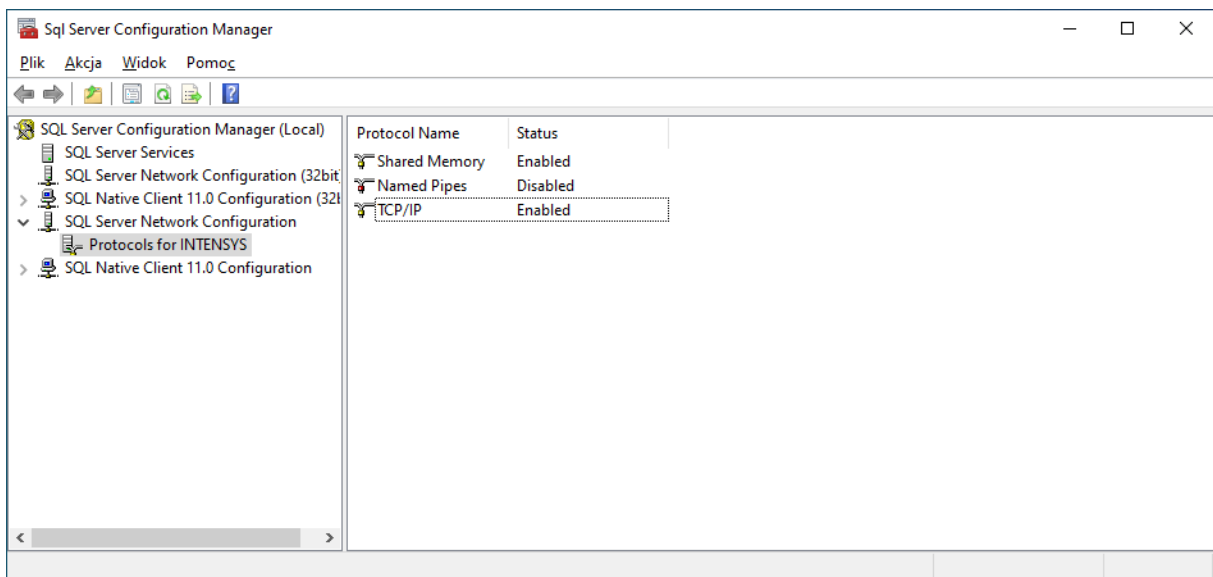 Sql Server Configuration Manager
Plik Akcja Widok Pomoc
SQL Server Configuration Manager (Local)
SQL Server Services
SQL Server Network Configuration (32bit
SQL Native Client 11.0 Configuration (32b
SQL Server Network Configuration
Protocols for INTENSYS
SQL Native Client 11.0 Configuration
Protocol Name Status
Shared Memory Enabled
Named Pipes Disabled
TCP/IP Enabled